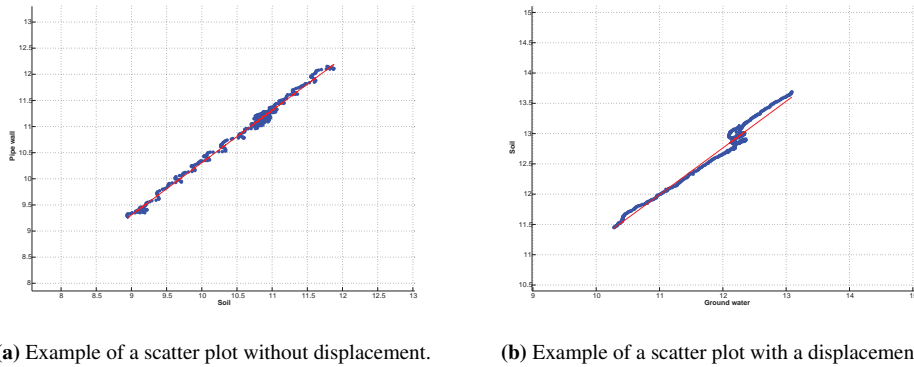 13
12.5
12
11.5
11
10.5
10
9.5
9
8.5
8
Pipe wall
8 8.5 9 9.5 10 10.5 11 11.5 12 12.5 13
Soil
15
14.5
14
13.5
13
12.5
12
11.5
11
10.5
Soil
9 10 11 12 13 14 15
Ground water
(a) Example of a scatter plot without displacement.
(b) Example of a scatter plot with a displacemen